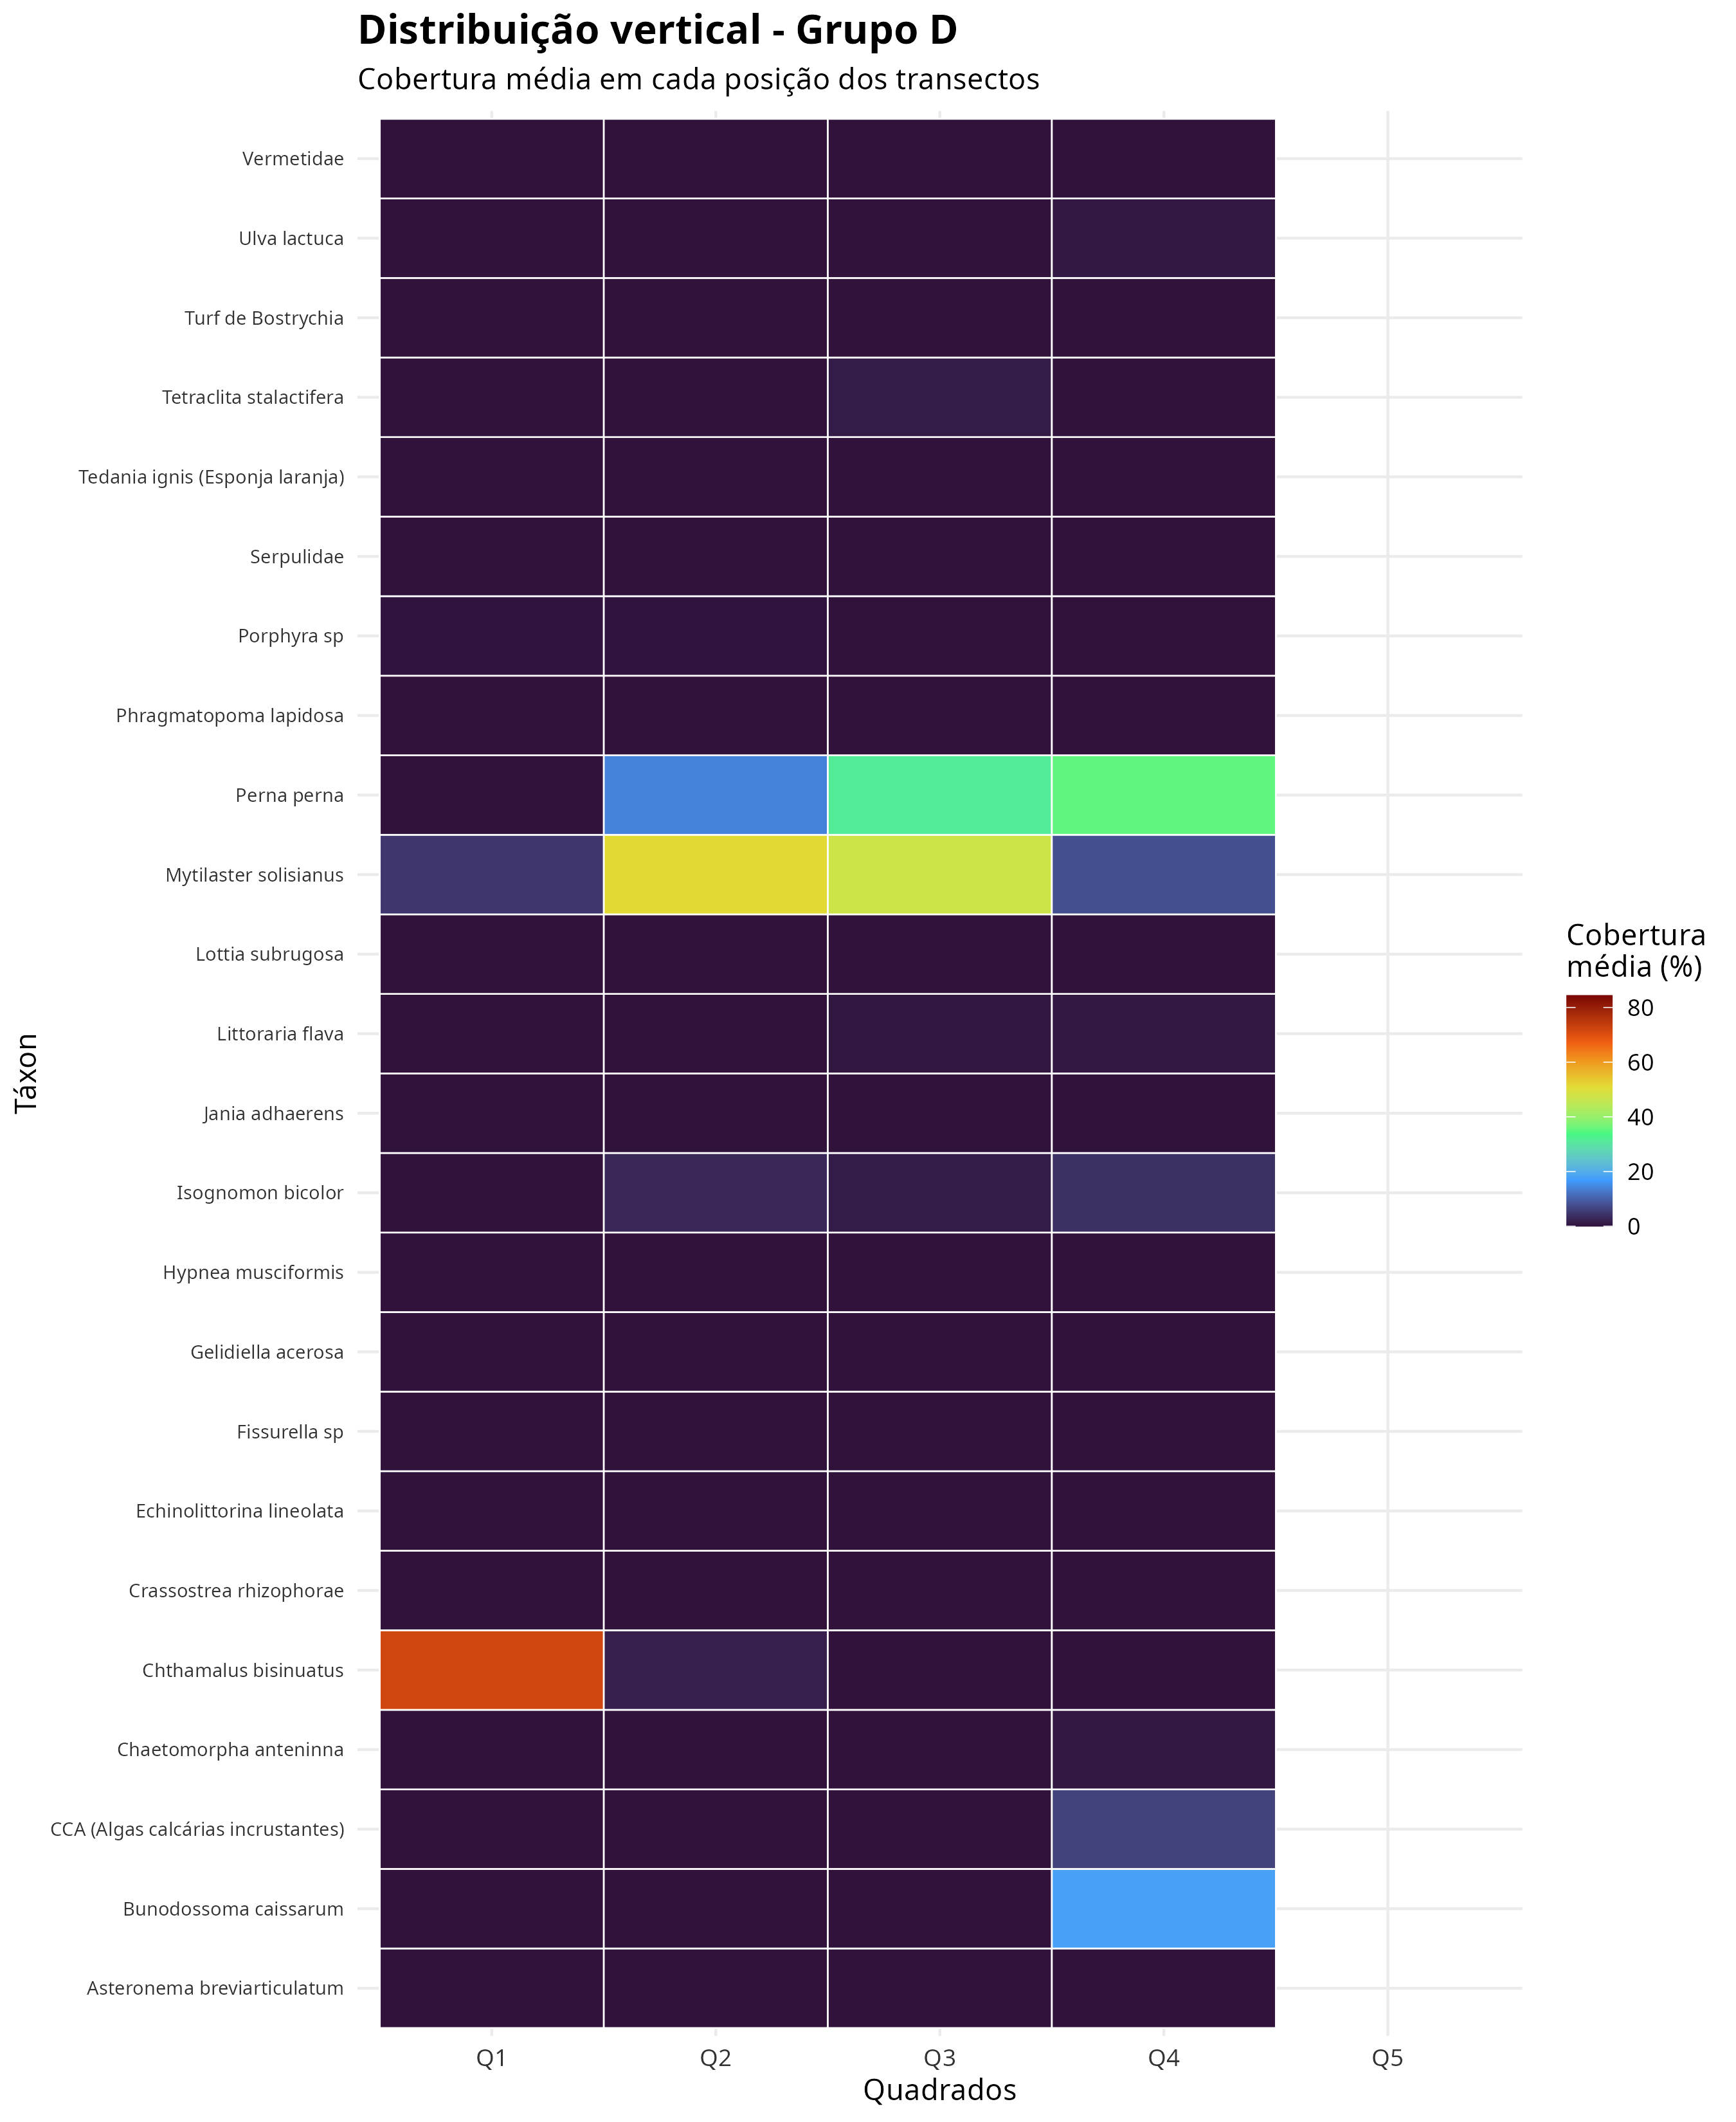 Distribuição vertical - Grupo D
Cobertura média em cada posição dos transectos
Táxon
Vermetidae
Ulva lactuca
Turf de Bostrychia
Tetraclita stalactifera
Tedania ignis (Esponja laranja)
Serpulidae
Porphyra sp
Phragmatopoma lapidosa
Perna perna
Mytilaster solisianus
Lottia subrugosa
Littoraria flava
Jania adhaerens
Isognomon bicolor
Hypnea musciformis
Gelidiella acerosa
Fissurella sp
Echinolittorina lineolata
Crassostrea rhizophorae
Chthamalus bisinuatus
Chaetomorpha anteninna
CCA (Algas calcárias incrustantes)
Bunodossoma caissarum
Asteronema breviarticulatum
Q1 Q2 Q3 Q4 Q5
Quadrados
Cobertura
média (%)
80
60
40
20
0